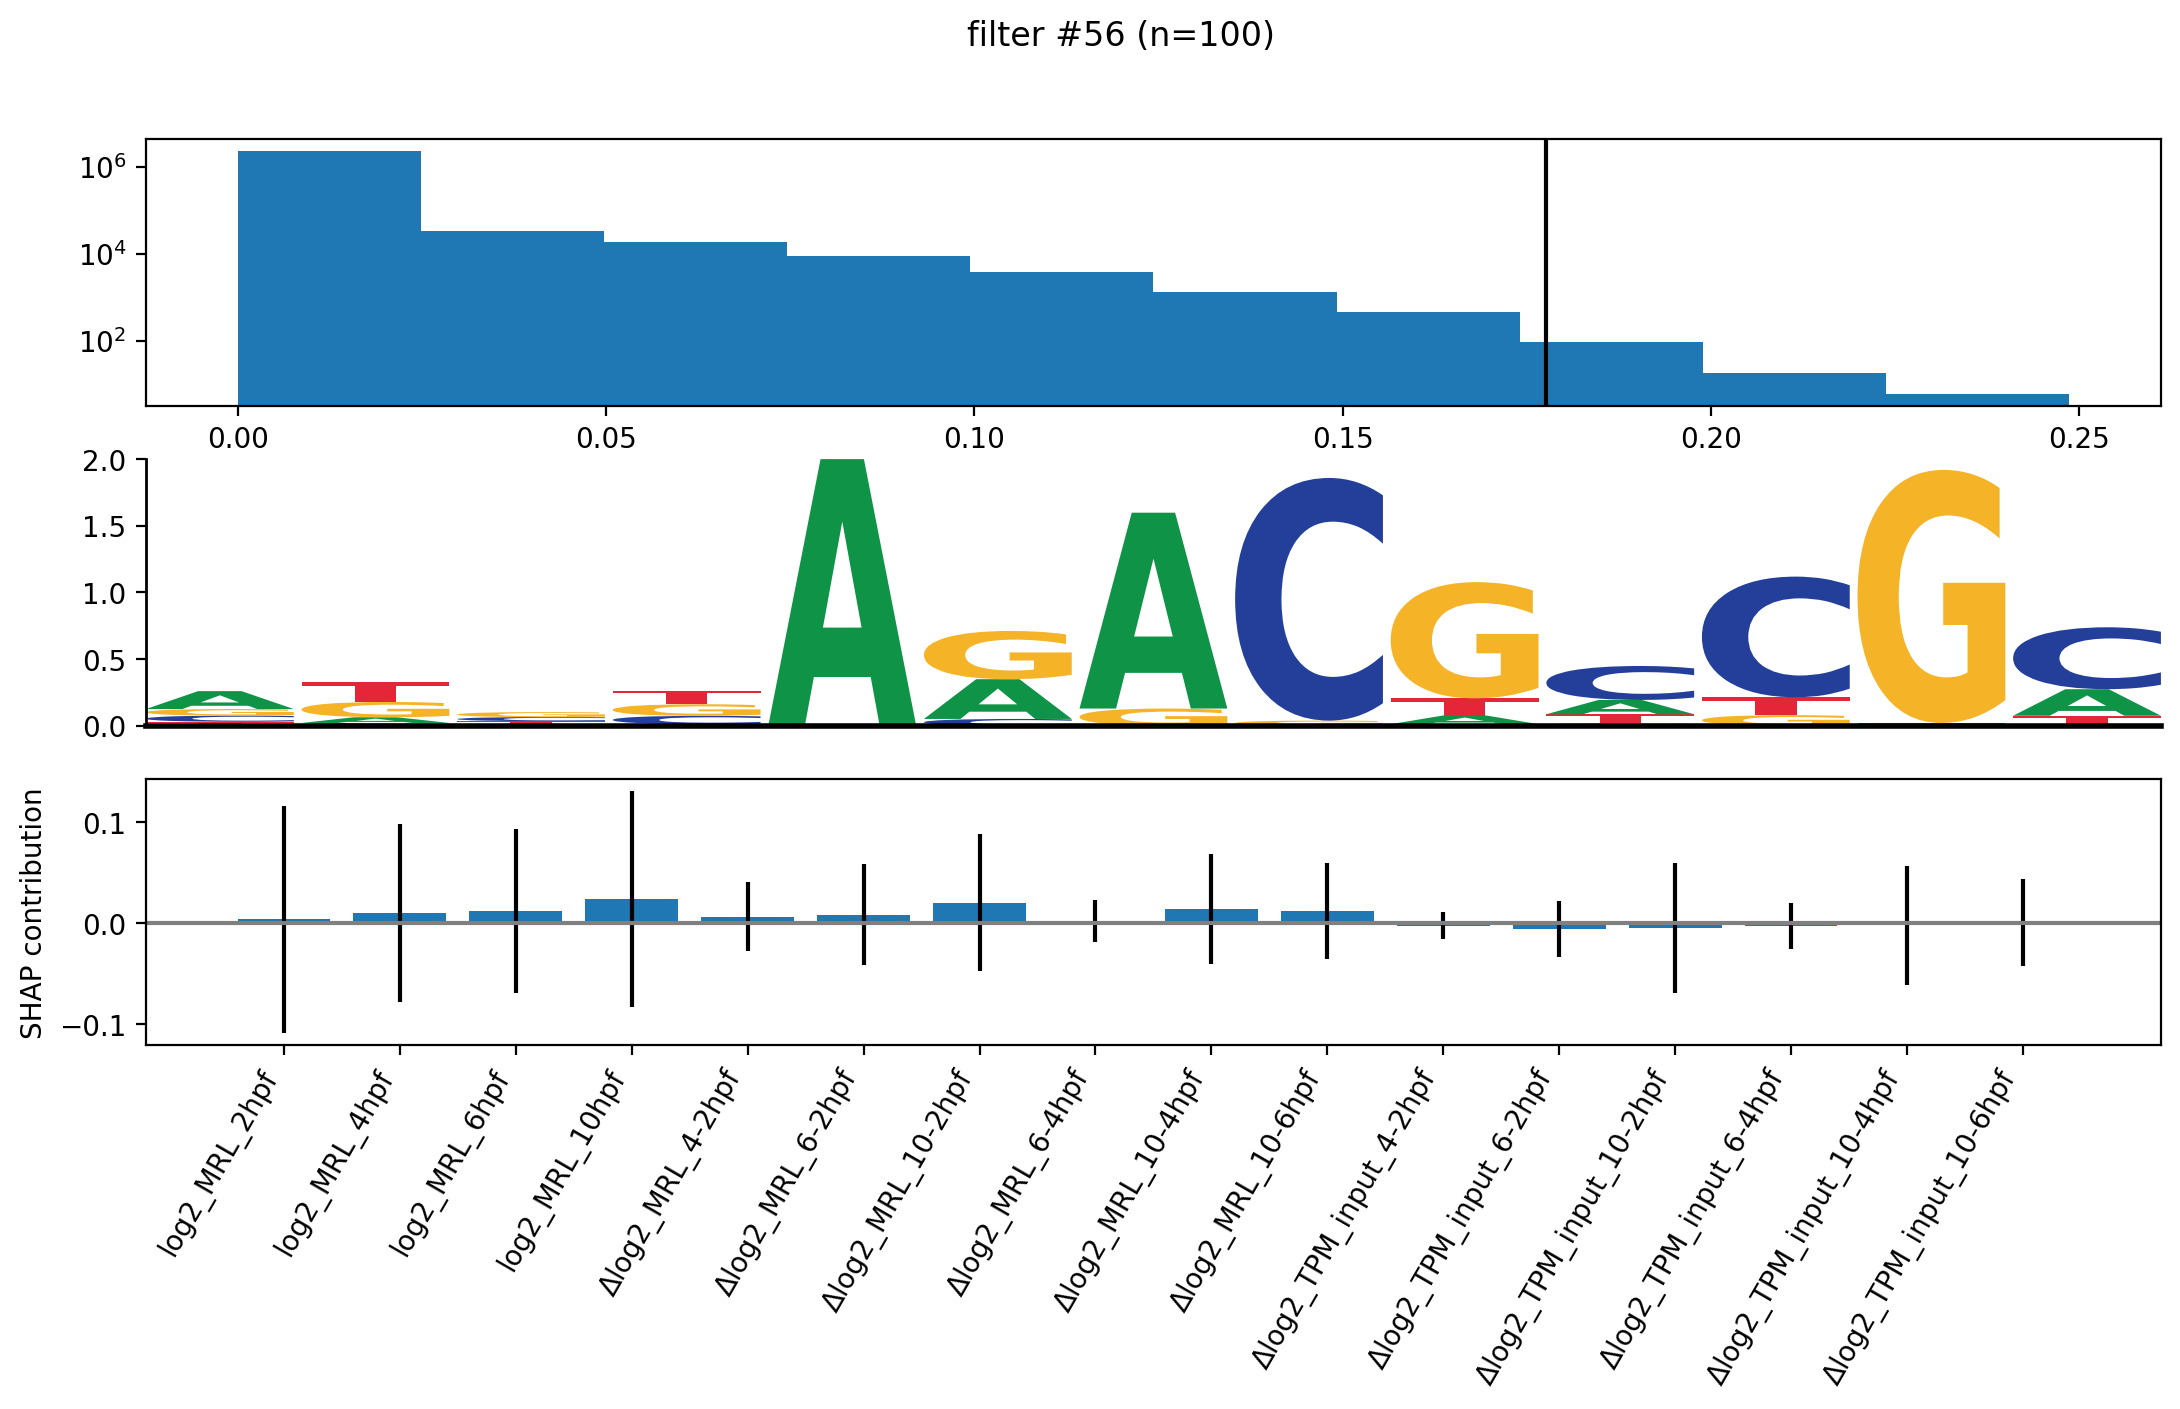 filter #56 (n=100)
10⁶
10⁴
10²
0.00 0.05 0.10 0.15 0.20 0.25
2.0
1.5
1.0
0.5
0.0
A T G T A G A C G C C G C
SHAP contribution
0.1
0.0
−0.1
log2_MRL_2hpf
log2_MRL_4hpf
log2_MRL_6hpf
log2_MRL_10hpf
Δlog2_MRL_4-2hpf
Δlog2_MRL_6-2hpf
Δlog2_MRL_10-2hpf
Δlog2_MRL_6-4hpf
Δlog2_MRL_10-4hpf
Δlog2_MRL_10-6hpf
Δlog2_TPM_input_4-2hpf
Δlog2_TPM_input_6-2hpf
Δlog2_TPM_input_10-2hpf
Δlog2_TPM_input_6-4hpf
Δlog2_TPM_input_10-4hpf
Δlog2_TPM_input_10-6hpf